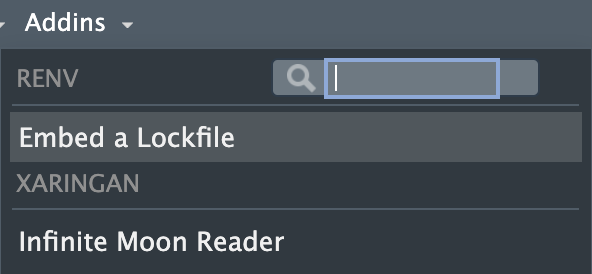 Addins
RENV
Embed a Lockfile
XARINGAN
Infinite Moon Reader